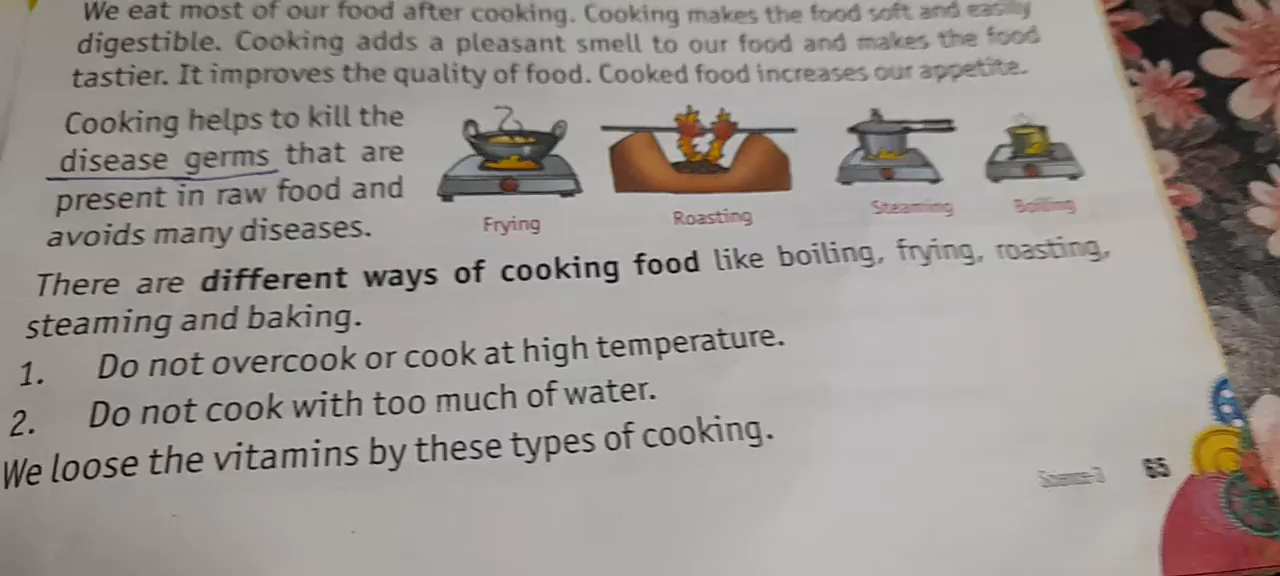 We eat most of our food after cooking. Cooking makes the food soft and easily
digestible. Cooking adds a pleasant smell to our food and makes the food
tastier. It improves the quality of food. Cooked food increases our appetite.
Cooking helps to kill the
disease germs that are
present in raw food and
avoids many diseases.
Frying
Roasting
Steaming
Boiling
There are different ways of cooking food like boiling, frying, roasting,
steaming and baking.
1. Do not overcook or cook at high temperature.
2. Do not cook with too much of water.
We loose the vitamins by these types of cooking.
Science-3 65